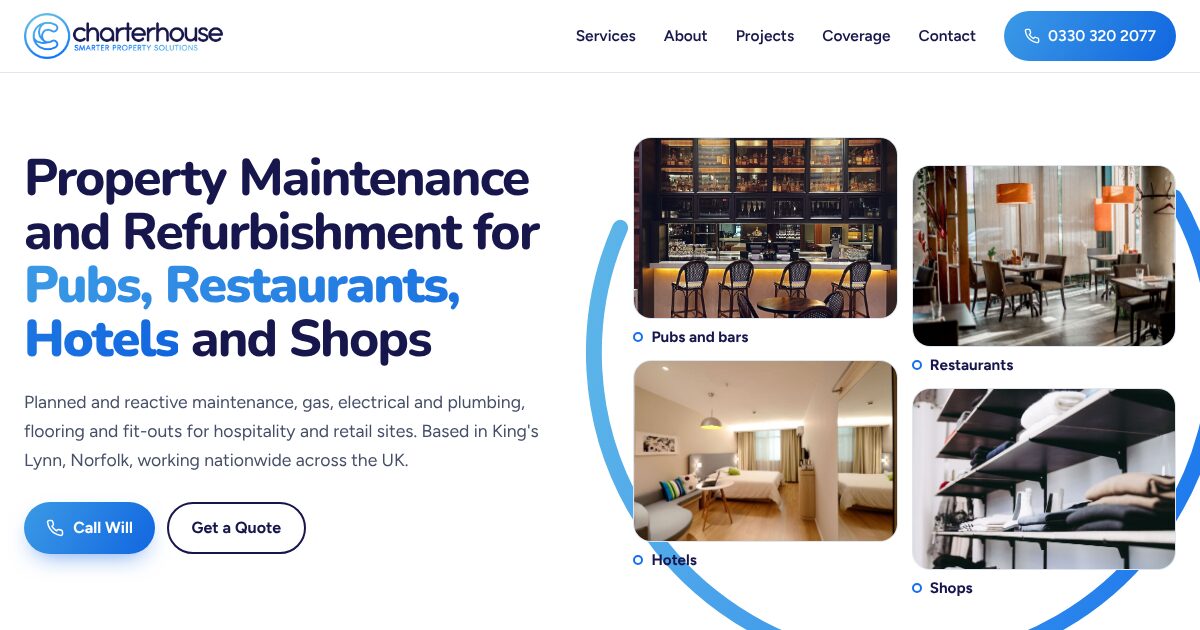 charterhouse
SMARTER PROPERTY SOLUTIONS
Services
About
Projects
Coverage
Contact
0330 320 2077
Property Maintenance
and Refurbishment for
Pubs, Restaurants,
Hotels and Shops
Planned and reactive maintenance, gas, electrical and plumbing,
flooring and fit-outs for hospitality and retail sites. Based in King's
Lynn, Norfolk, working nationwide across the UK.
Call Will
Get a Quote
Pubs and bars
Restaurants
Hotels
Shops